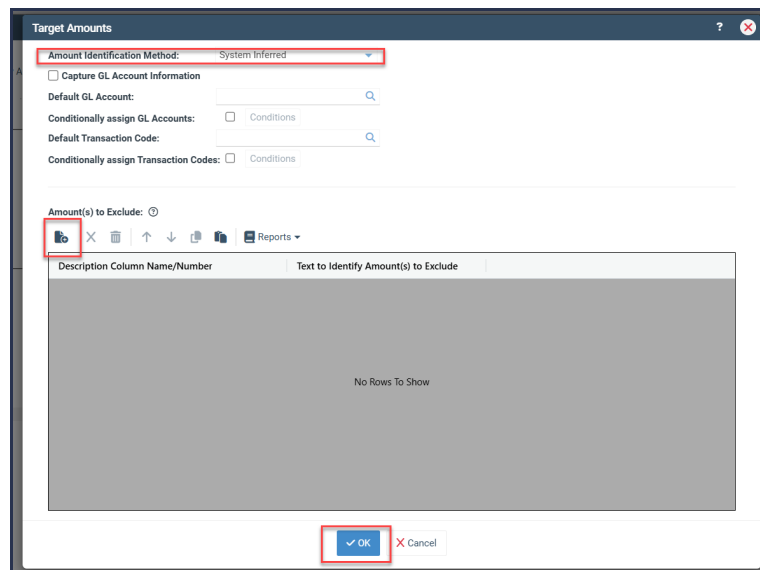 Target Amounts ?
Amount Identification Method: System Inferred
Capture GL Account Information
Default GL Account:
Conditionally assign GL Accounts: Conditions
Default Transaction Code:
Conditionally assign Transaction Codes: Conditions
Amount(s) to Exclude: ?
Reports
Description Column Name/Number Text to Identify Amount(s) to Exclude
No Rows To Show
OK Cancel